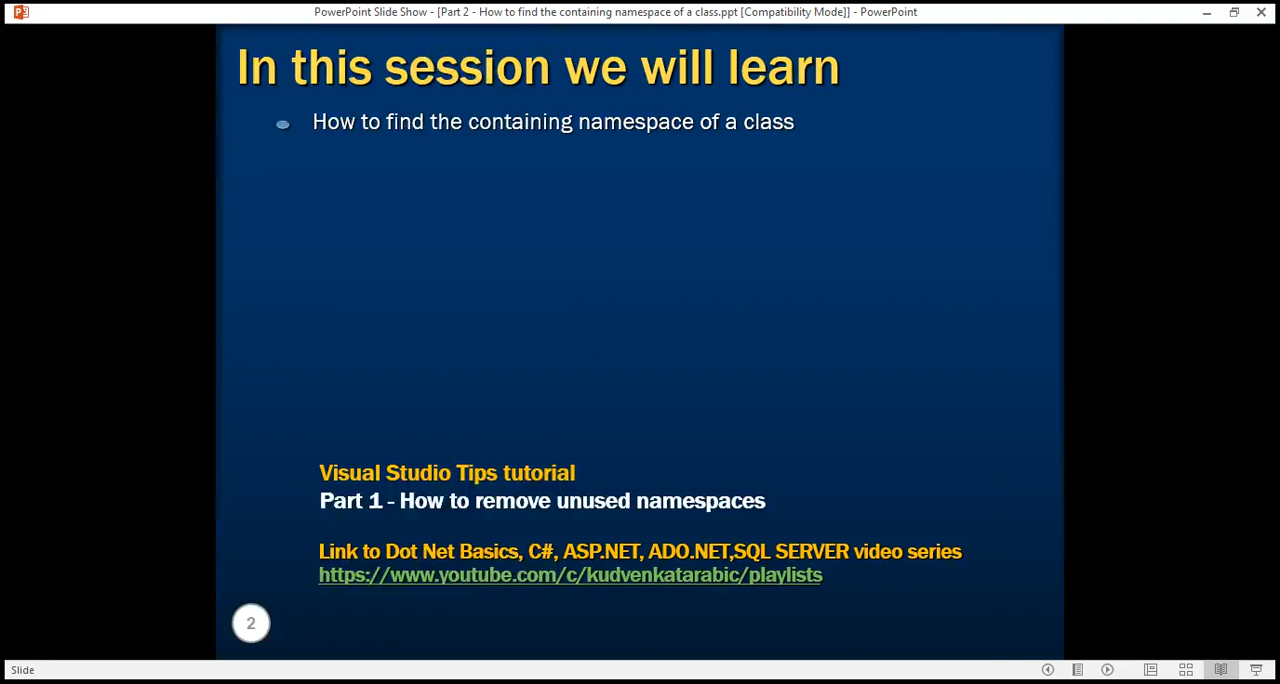 PowerPoint Slide Show - [Part 2 - How to find the containing namespace of a class.ppt [Compatibility Mode]] - PowerPoint
In this session we will learn
How to find the containing namespace of a class
Visual Studio Tips tutorial
Part 1 - How to remove unused namespaces
Link to Dot Net Basics, C#, ASP.NET, ADO.NET,SQL SERVER video series
https://www.youtube.com/c/kudvenkatarabic/playlists
2
Slide